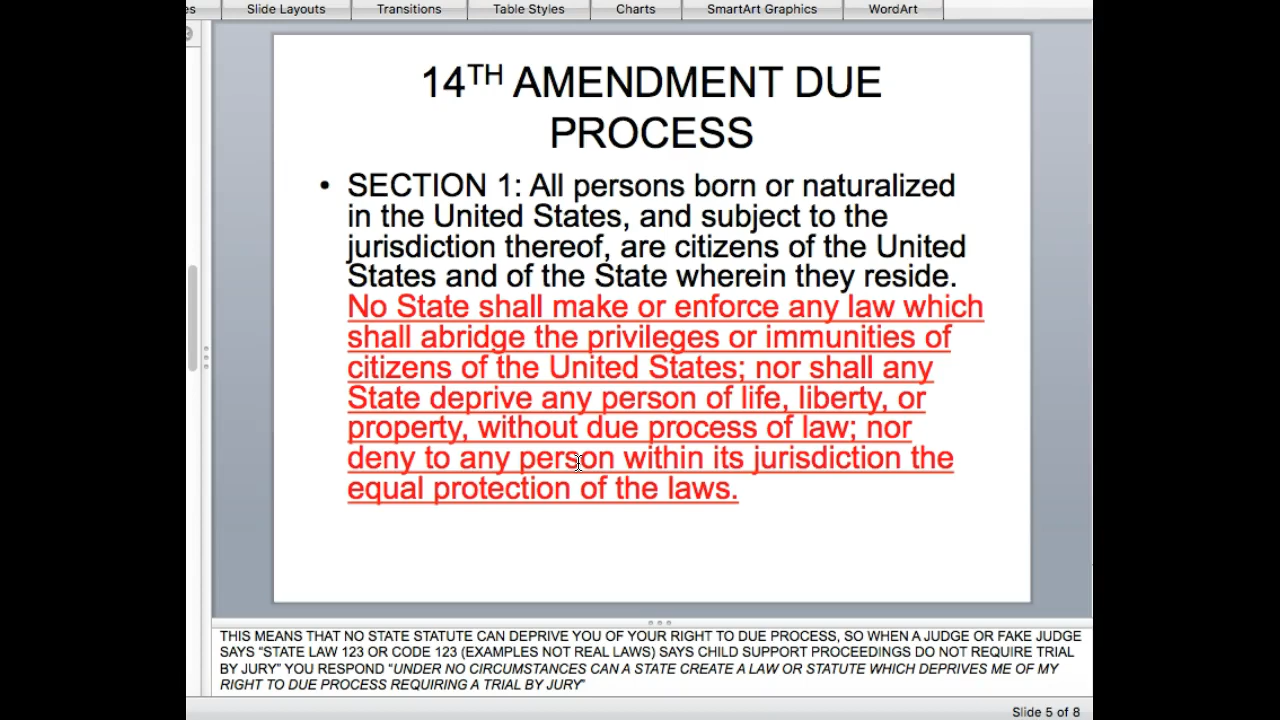 es Slide Layouts Transitions Table Styles Charts SmartArt Graphics WordArt
14TH AMENDMENT DUE
PROCESS
• SECTION 1: All persons born or naturalized
in the United States, and subject to the
jurisdiction thereof, are citizens of the United
States and of the State wherein they reside.
No State shall make or enforce any law which
shall abridge the privileges or immunities of
citizens of the United States; nor shall any
State deprive any person of life, liberty, or
property, without due process of law; nor
deny to any person within its jurisdiction the
equal protection of the laws.
THIS MEANS THAT NO STATE STATUTE CAN DEPRIVE YOU OF YOUR RIGHT TO DUE PROCESS, SO WHEN A JUDGE OR FAKE JUDGE
SAYS “STATE LAW 123 OR CODE 123 (EXAMPLES NOT REAL LAWS) SAYS CHILD SUPPORT PROCEEDINGS DO NOT REQUIRE TRIAL
BY JURY” YOU RESPOND “UNDER NO CIRCUMSTANCES CAN A STATE CREATE A LAW OR STATUTE WHICH DEPRIVES ME OF MY
RIGHT TO DUE PROCESS REQUIRING A TRIAL BY JURY”
Slide 5 of 8